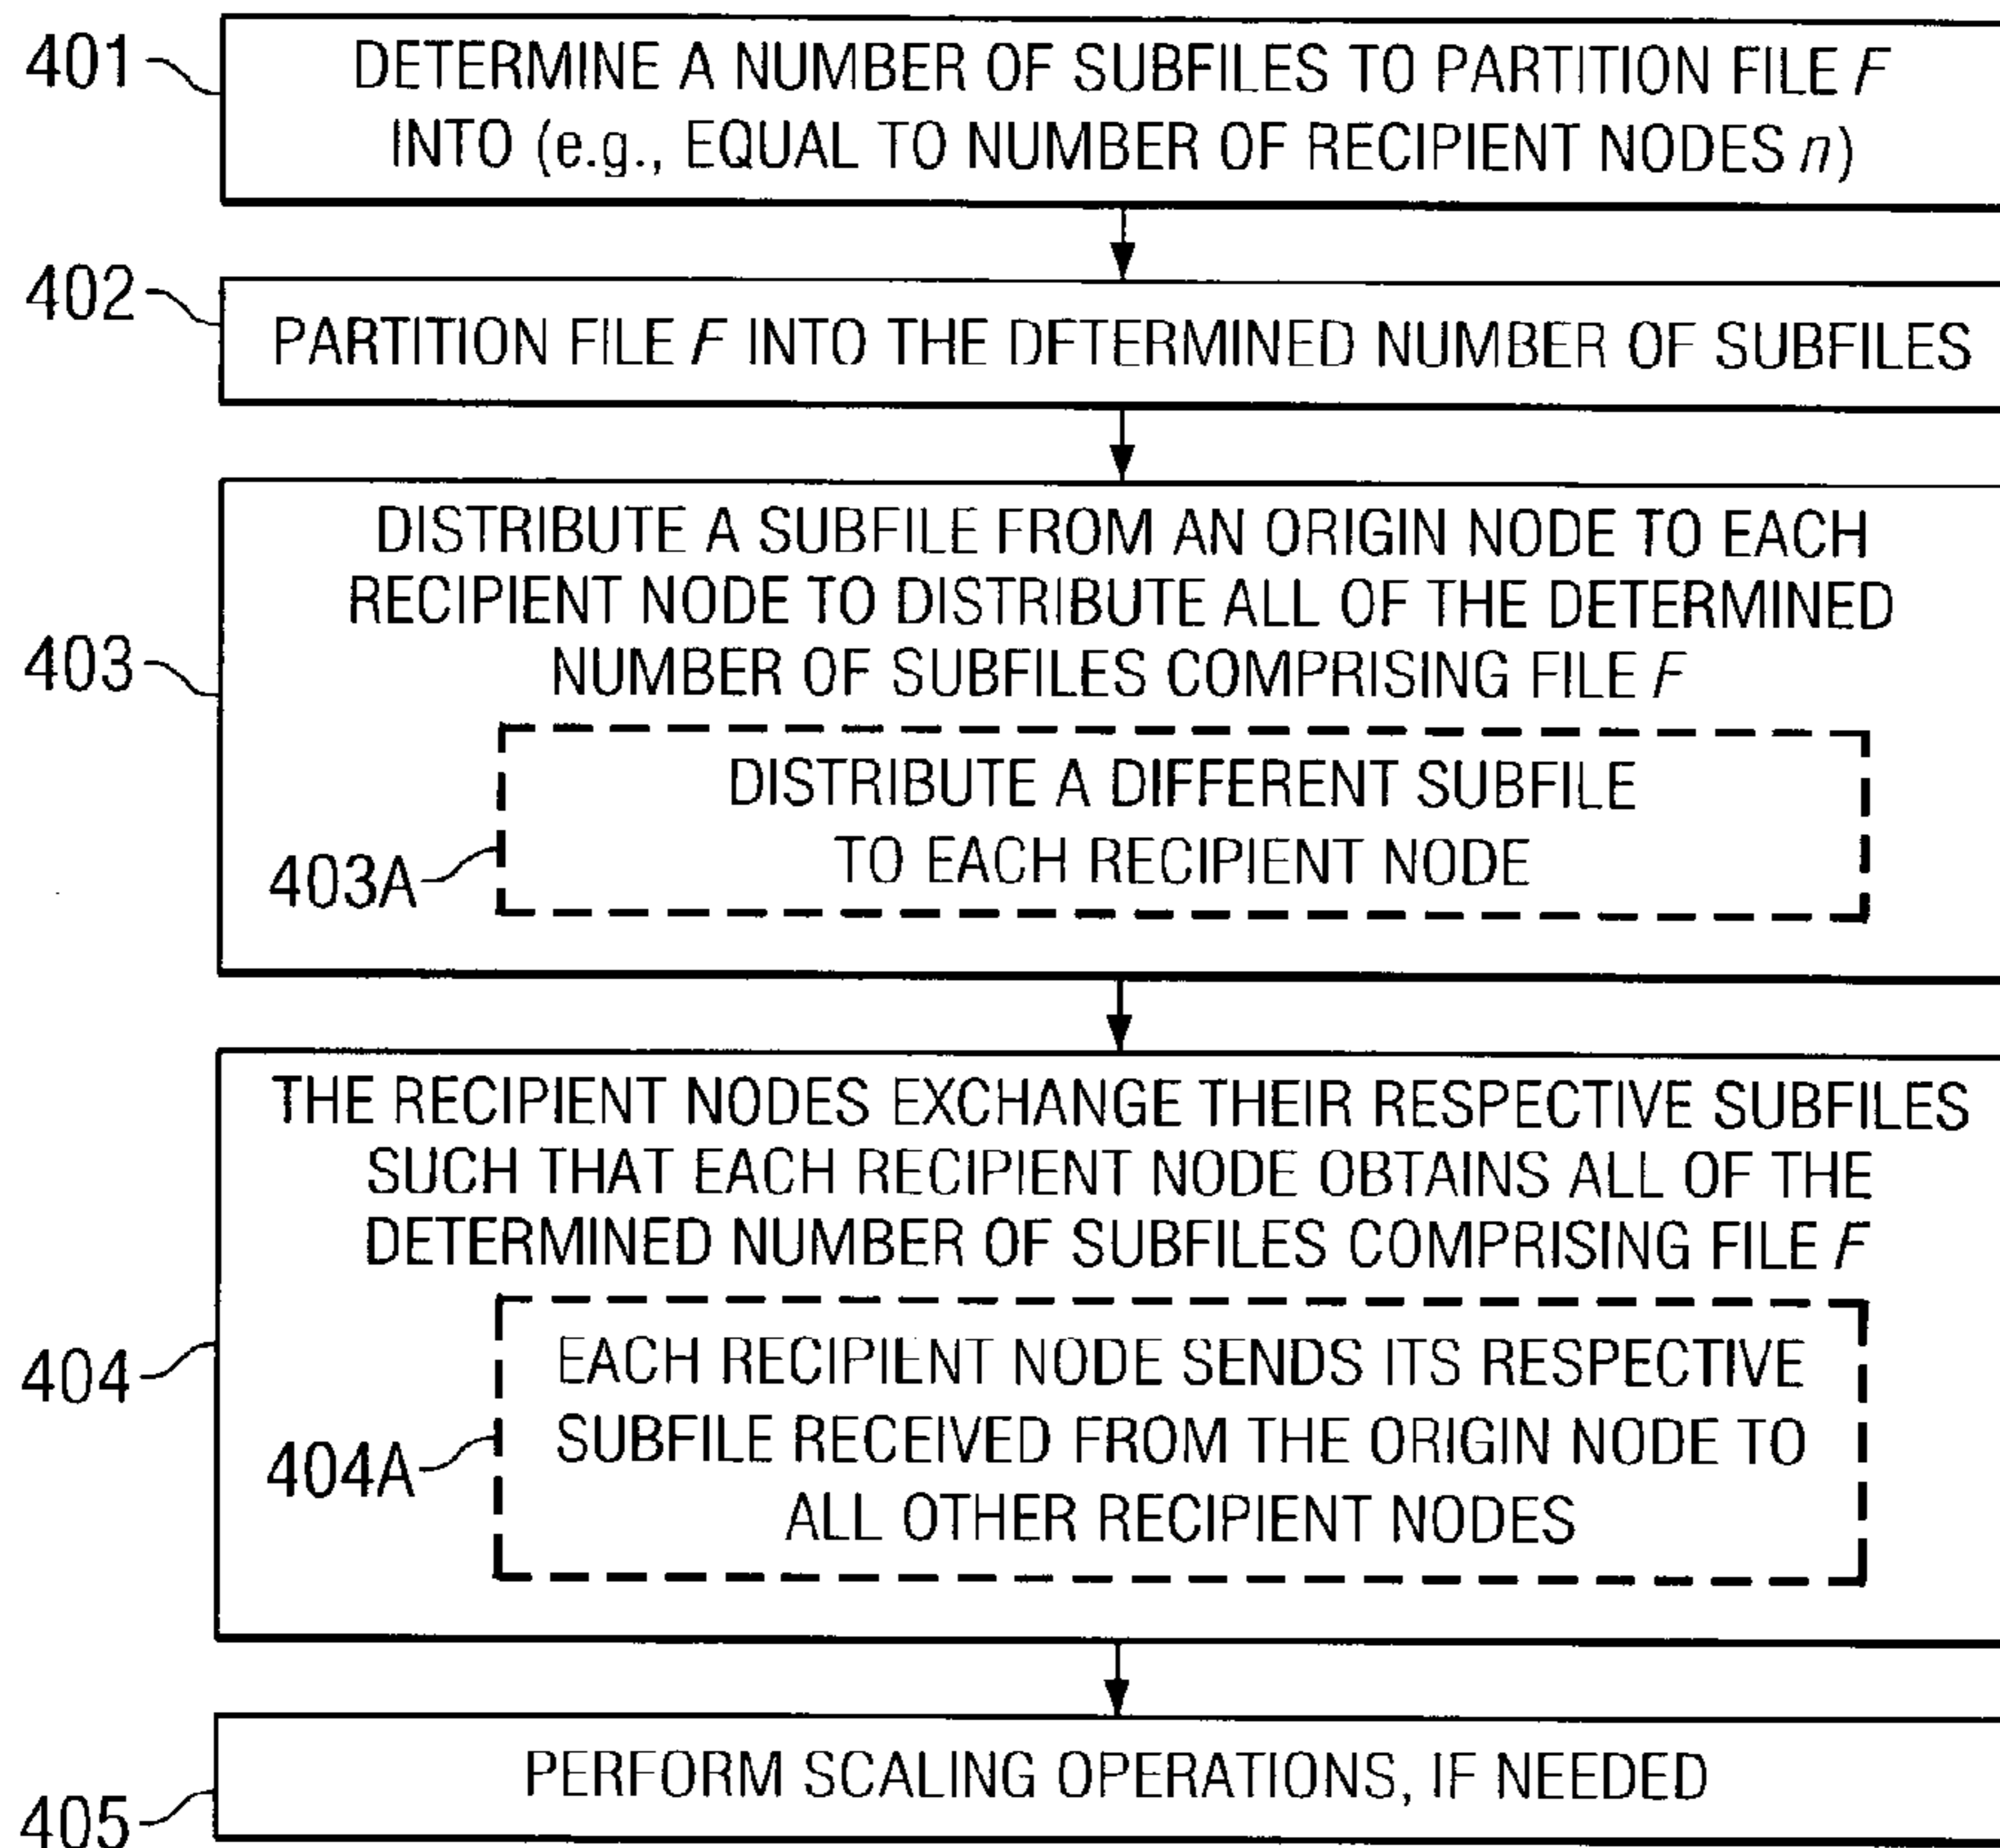 401
DETERMINE A NUMBER OF SUBFILES TO PARTITION FILE F
INTO (e.g., EQUAL TO NUMBER OF RECIPIENT NODES n)
402
PARTITION FILE F INTO THE DETERMINED NUMBER OF SUBFILES
403
DISTRIBUTE A SUBFILE FROM AN ORIGIN NODE TO EACH
RECIPIENT NODE TO DISTRIBUTE ALL OF THE DETERMINED
NUMBER OF SUBFILES COMPRISING FILE F
403A
DISTRIBUTE A DIFFERENT SUBFILE
TO EACH RECIPIENT NODE
404
THE RECIPIENT NODES EXCHANGE THEIR RESPECTIVE SUBFILES
SUCH THAT EACH RECIPIENT NODE OBTAINS ALL OF THE
DETERMINED NUMBER OF SUBFILES COMPRISING FILE F
404A
EACH RECIPIENT NODE SENDS ITS RESPECTIVE
SUBFILE RECEIVED FROM THE ORIGIN NODE TO
ALL OTHER RECIPIENT NODES
405
PERFORM SCALING OPERATIONS, IF NEEDED